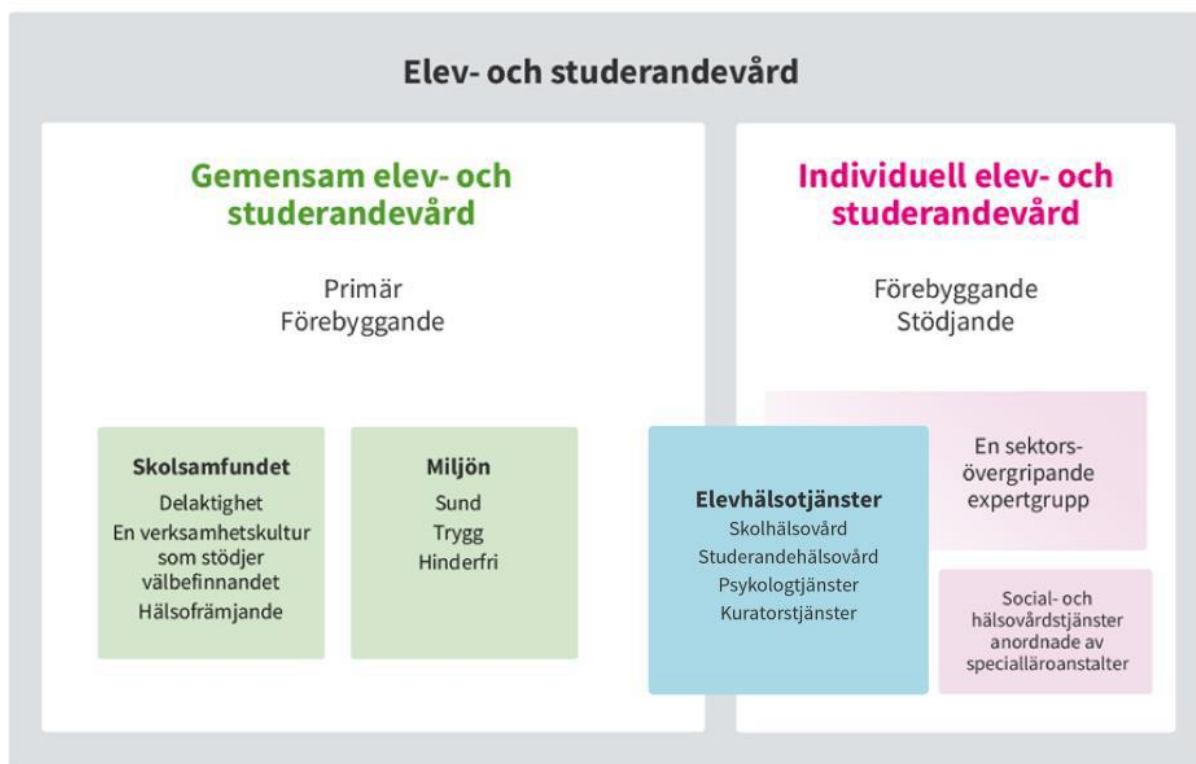 Elev- och studerandevård
Gemensam elev- och
studerandevård
Primär
Förebyggande
Skolsamfundet
Delaktighet
En verksamhetskultur
som stödjer
välbefinnandet
Hälsofrämjande
Miljön
Sund
Trygg
Hinderfri
Elevhälsotjänster
Skolhälsovård
Studerandehälsovård
Psykologtjänster
Kuratorstjänster
Individuell elev- och
studerandevård
Förebyggande
Stödjande
En sektors-
övergripande
expertgrupp
Social- och
hälsovårdstjänster
anordnade av
specialläroanstalter